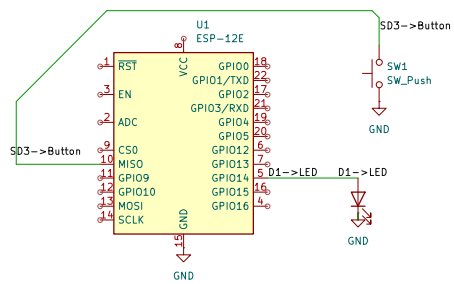 SD3->Button
U1
ESP-12E
8
VCC
1 RST GPIO0 18
GPIO1/TXD 22
3 EN GPIO2 17
GPIO3/RXD 21
2 ADC GPIO4 19
GPIO5 20
9 CS0 GPIO12 6
SD3->Button
10 MISO GPIO13 7
11 GPIO9 GPIO14 5 D1->LED D1->LED
12 GPIO10 GPIO15 16
13 MOSI GPIO16 4
14 SCLK
GND
15
GND
SW1
SW_Push
GND
GND